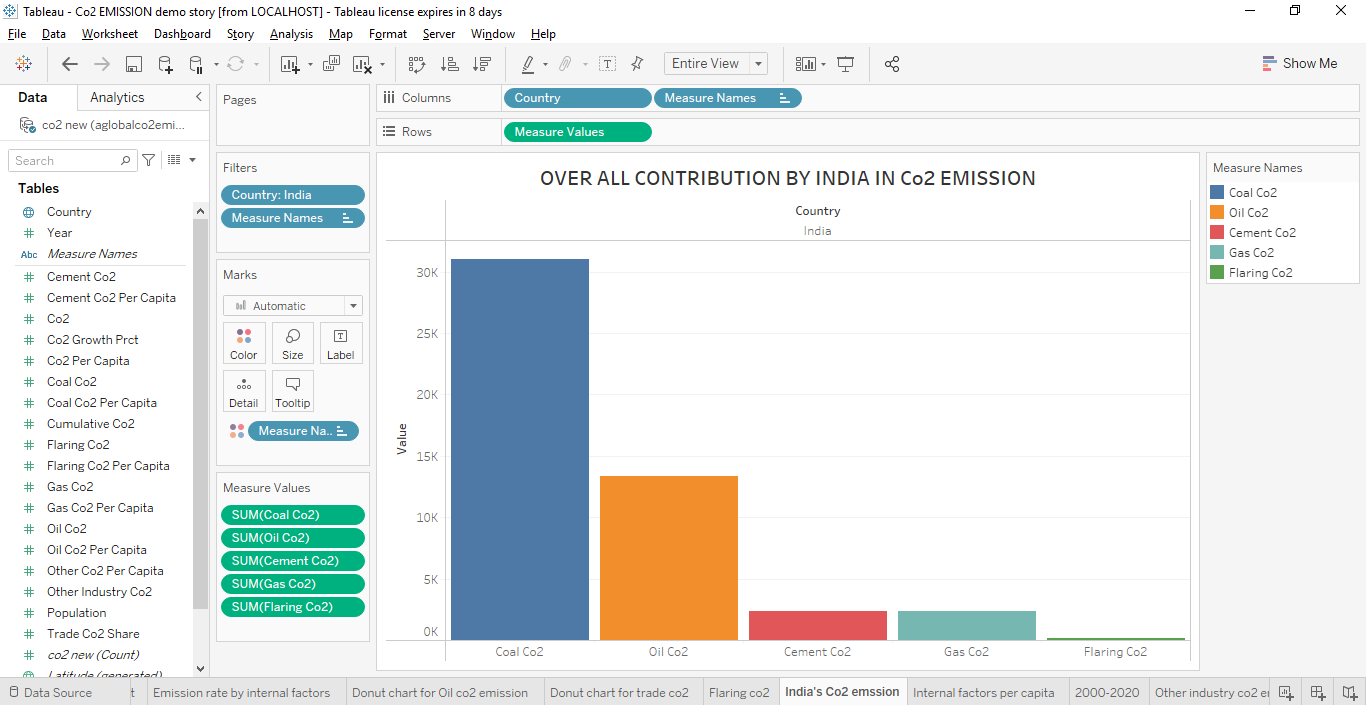 Tableau - Co2 EMISSION demo story [from LOCALHOST] - Tableau license expires in 8 days
File Data Worksheet Dashboard Story Analysis Map Format Server Window Help
Entire View
Show Me
Data Analytics
co2 new (aglobalco2emi...
Search
Tables
Country
Year
Abc Measure Names
Cement Co2
Cement Co2 Per Capita
Co2
Co2 Growth Prct
Co2 Per Capita
Coal Co2
Coal Co2 Per Capita
Cumulative Co2
Flaring Co2
Flaring Co2 Per Capita
Gas Co2
Gas Co2 Per Capita
Oil Co2
Oil Co2 Per Capita
Other Co2 Per Capita
Other Industry Co2
Population
Trade Co2 Share
co2 new (Count)
Latitude (generated)
Pages
Filters
Country: India
Measure Names
Marks
Automatic
Color Size Label
Detail Tooltip
Measure Na..
Measure Values
SUM(Coal Co2)
SUM(Oil Co2)
SUM(Cement Co2)
SUM(Gas Co2)
SUM(Flaring Co2)
Columns Country Measure Names
Rows Measure Values
OVER ALL CONTRIBUTION BY INDIA IN Co2 EMISSION
Country
India
30K
25K
20K
15K
10K
5K
0K
Value
Coal Co2 Oil Co2 Cement Co2 Gas Co2 Flaring Co2
Measure Names
Coal Co2
Oil Co2
Cement Co2
Gas Co2
Flaring Co2
Data Source t Emission rate by internal factors Donut chart for Oil co2 emission Donut chart for trade co2 Flaring co2 India's Co2 emssion Internal factors per capita 2000-2020 Other industry co2 er